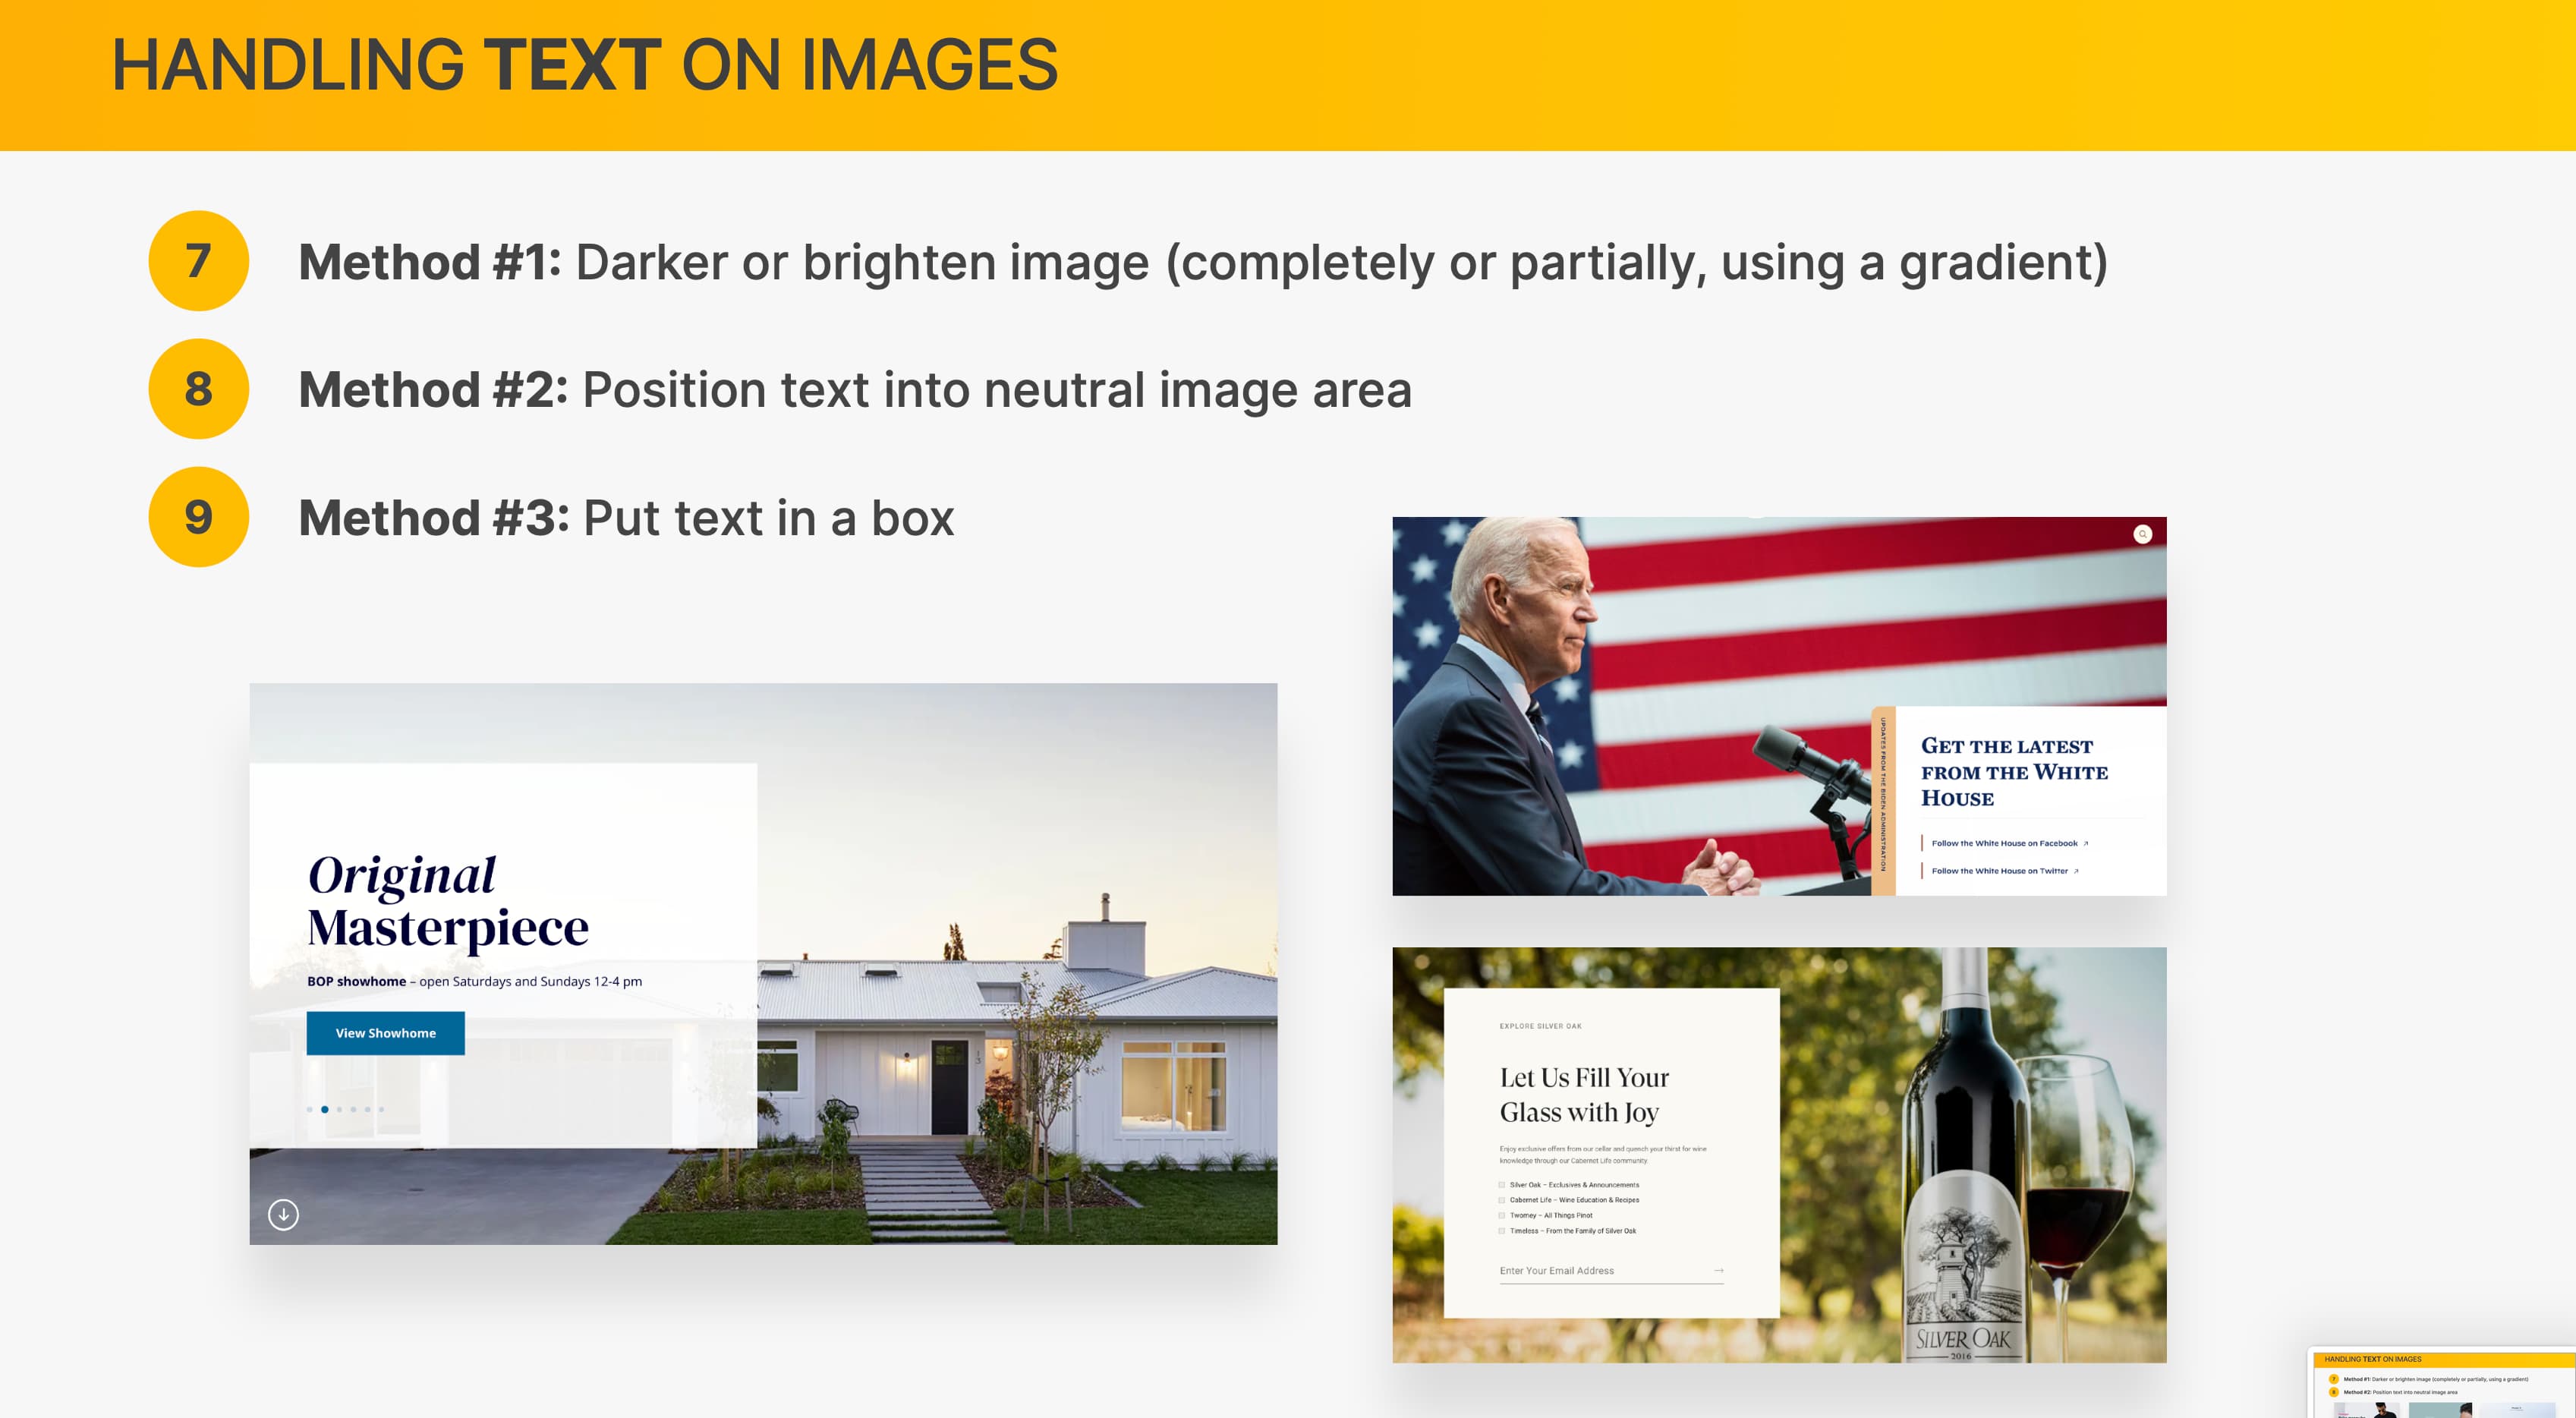 HANDLING TEXT ON IMAGES
7
Method #1: Darker or brighten image (completely or partially, using a gradient)
8
Method #2: Position text into neutral image area
9
Method #3: Put text in a box
Original
Masterpiece
BOP showhome – open Saturdays and Sundays 12-4 pm
View Showhome
UPDATES FROM THE BIDEN ADMINISTRATION
GET THE LATEST
FROM THE WHITE
HOUSE
Follow the White House on Facebook ↗
Follow the White House on Twitter ↗
EXPLORE SILVER OAK
Let Us Fill Your
Glass with Joy
Enjoy exclusive offers from our cellar and quench your thirst for wine
knowledge through our Cabernet Life community.
Silver Oak – Exclusives & Announcements
Cabernet Life – Wine Education & Recipes
Twomey – All Things Pinot
Timeless – From the Family of Silver Oak
Enter Your Email Address →
SILVER OAK
2016
HANDLING TEXT ON IMAGES
7
Method #1: Darker or brighten image (completely or partially, using a gradient)
8
Method #2: Position text into neutral image area